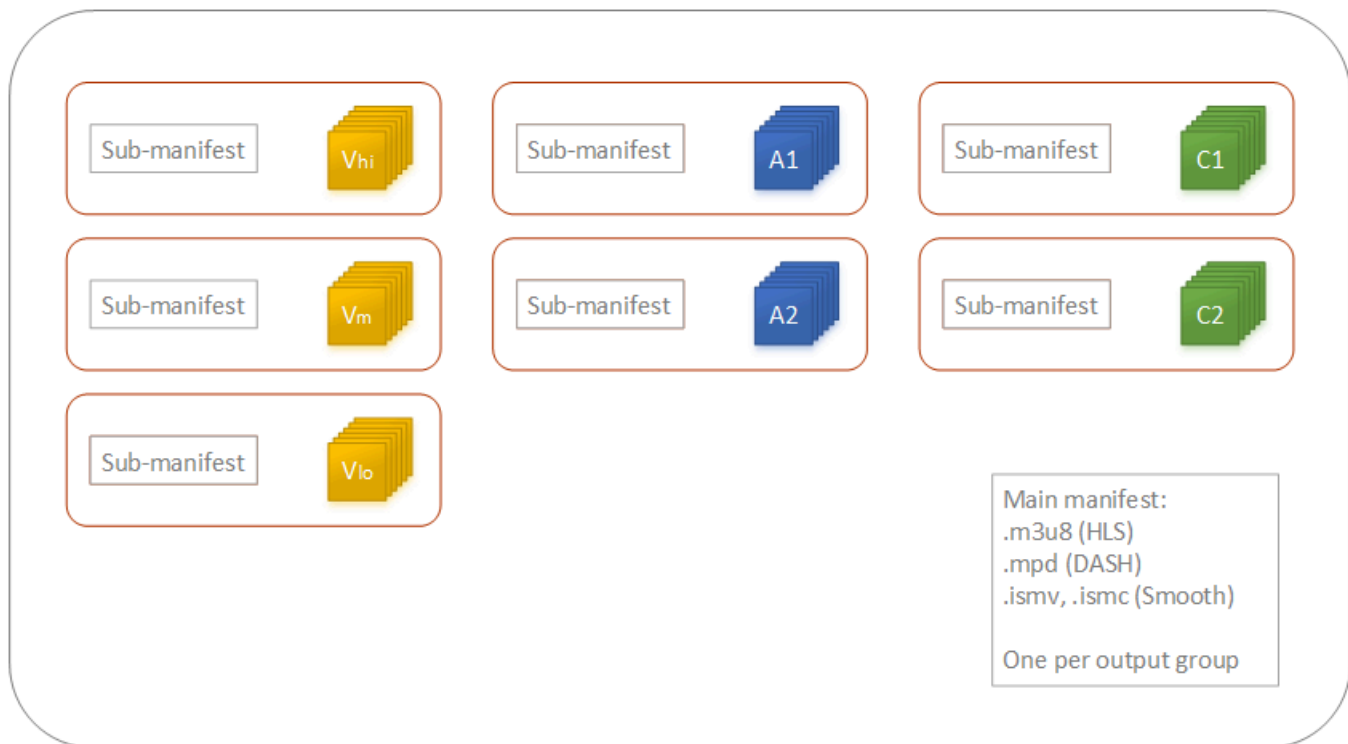 Sub-manifest
Vhi
Sub-manifest
A1
Sub-manifest
C1
Sub-manifest
Vm
Sub-manifest
A2
Sub-manifest
C2
Sub-manifest
Vlo
Main manifest:
.m3u8 (HLS)
.mpd (DASH)
.ismv, .ismc (Smooth)
One per output group